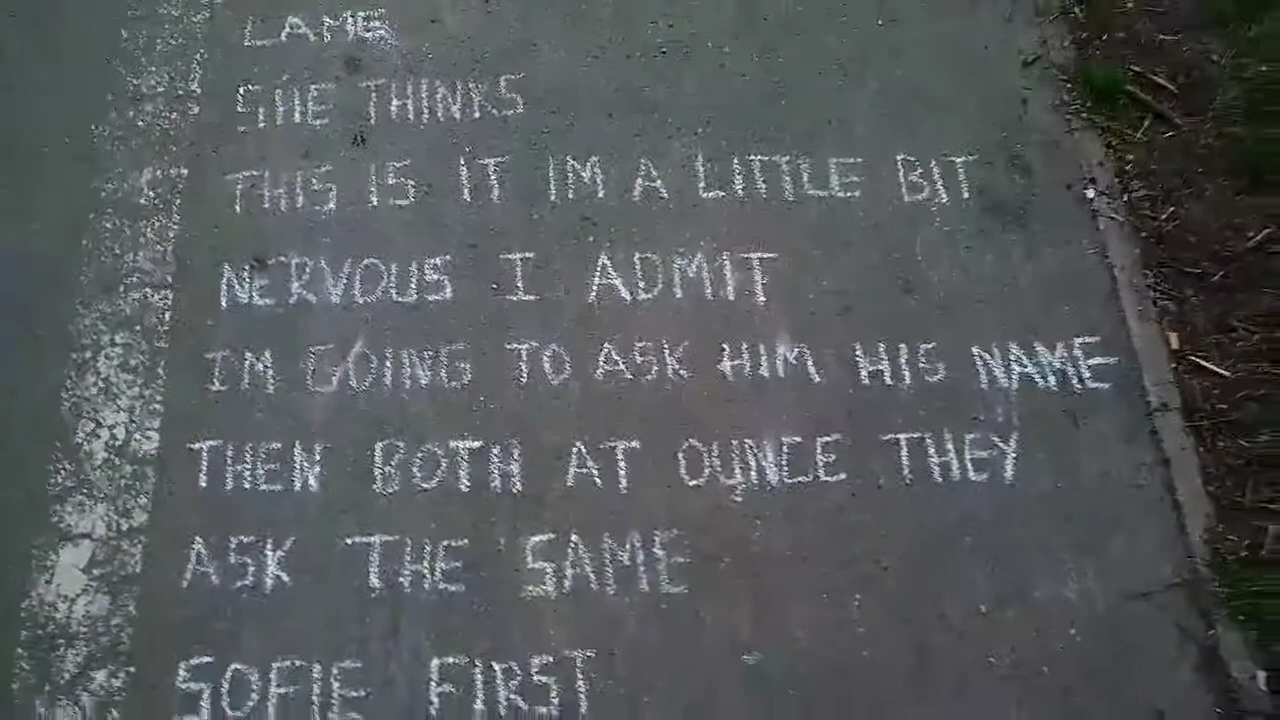 LAME
SHE THINKS
THIS IS IT IM A LITTLE BIT
NERVOUS I ADMIT
I'M GOING TO ASK HIM HIS NAME
THEN BOTH AT OUNCE THEY
ASK THE SAME
SOFIE FIRST